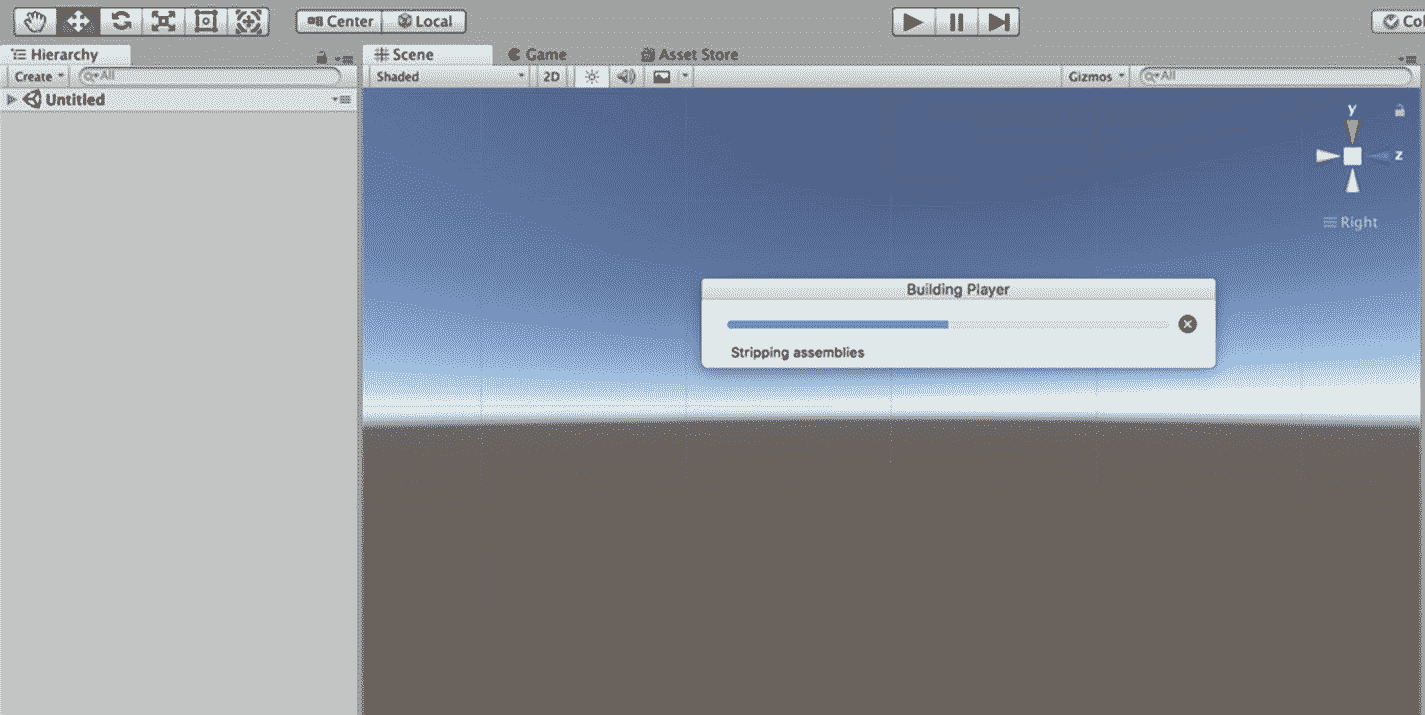 Center Local Co
Hierarchy Scene Game Asset Store
Create All Shaded 2D Gizmos All
Untitled
y
z
Right
Building Player
Stripping assemblies